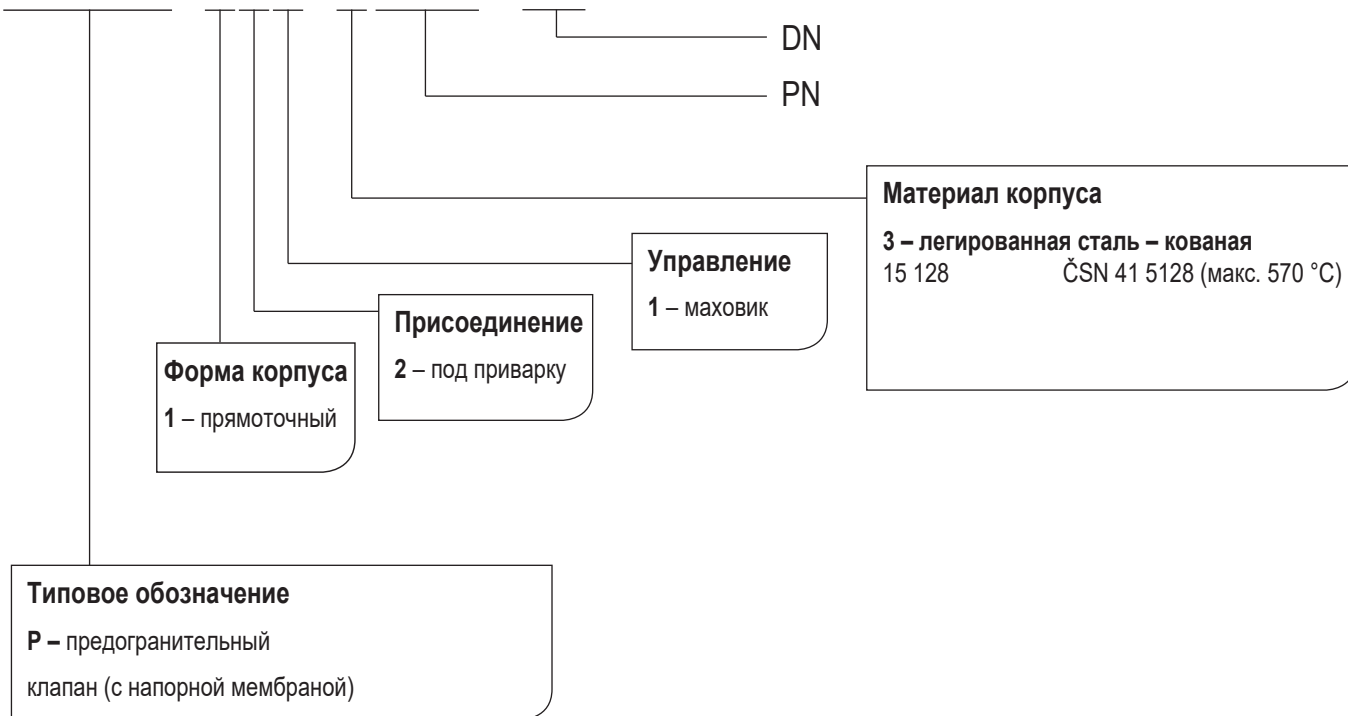 DN
PN
Материал корпуса
3 – легированная сталь – кованая
15 128 ČSN 41 5128 (макс. 570 °C)
Управление
1 – маховик
Присоединение
2 – под приварку
Форма корпуса
1 – прямоточный
Типовое обозначение
P – предогранительный
клапан (с напорной мембраной)